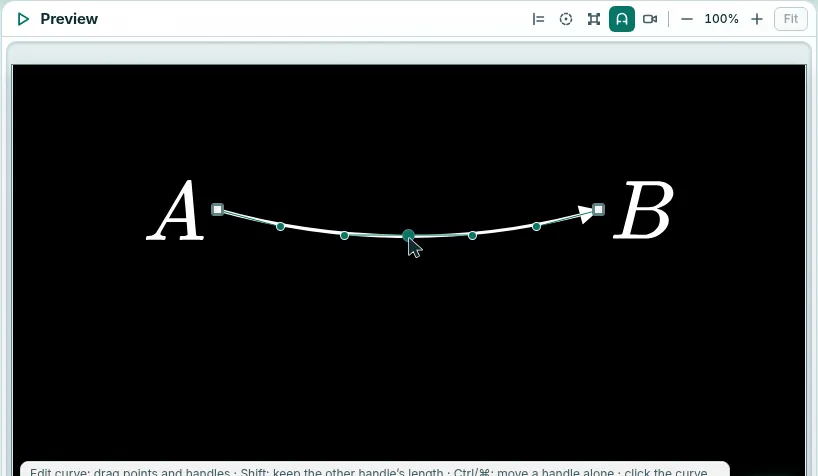 Preview
100%
Fit
A B
Edit curve: drag points and handles · Shift: keep the other handle's length · Ctrl/⌘: move a handle alone · click the curve